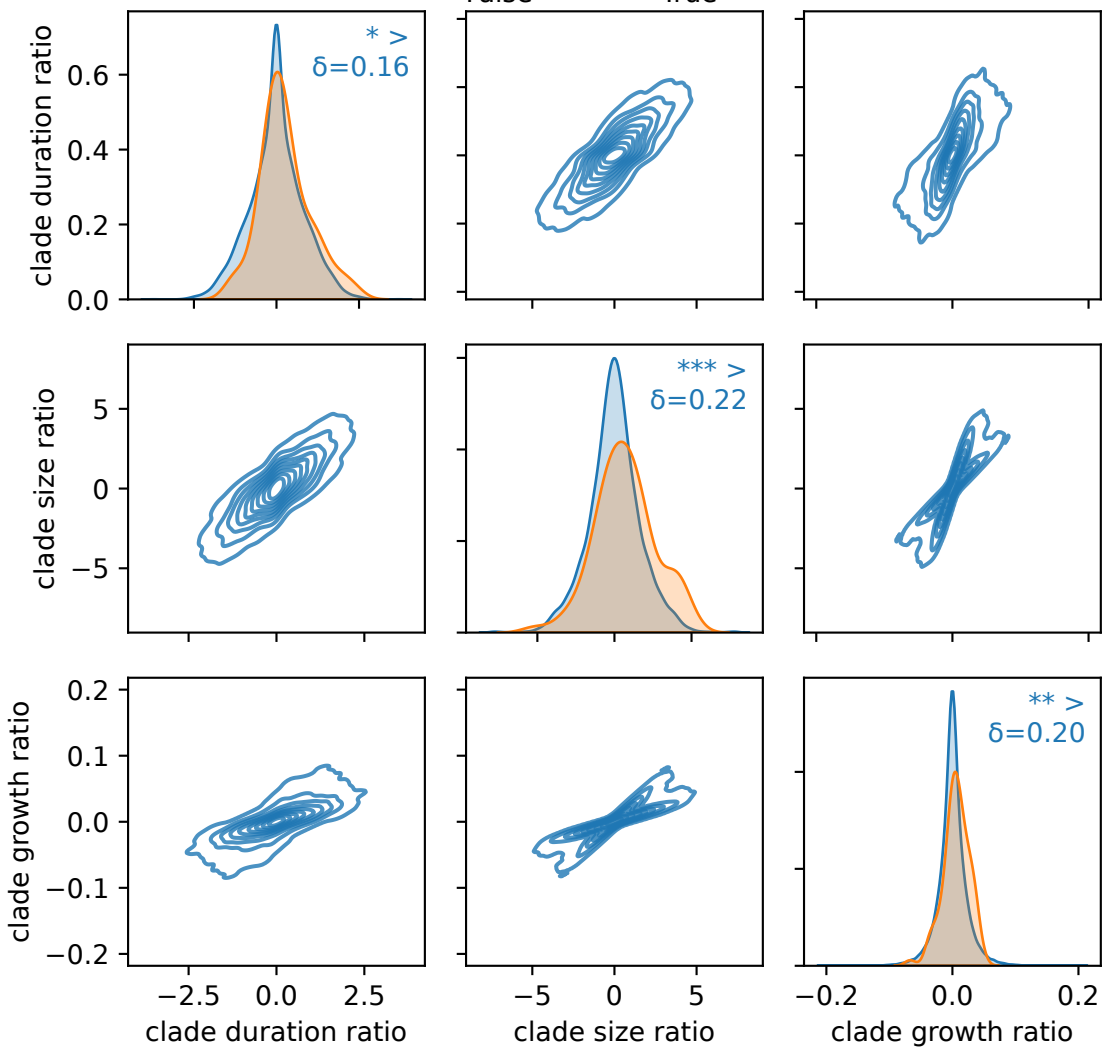 clade duration ratio
0.6
0.4
0.2
0.0
* >
δ=0.16
clade size ratio
5
0
−5
*** >
δ=0.22
clade growth ratio
0.2
0.1
0.0
−0.1
−0.2
** >
δ=0.20
−2.5 0.0 2.5
−5 0 5
−0.2 0.0 0.2
clade duration ratio
clade size ratio
clade growth ratio